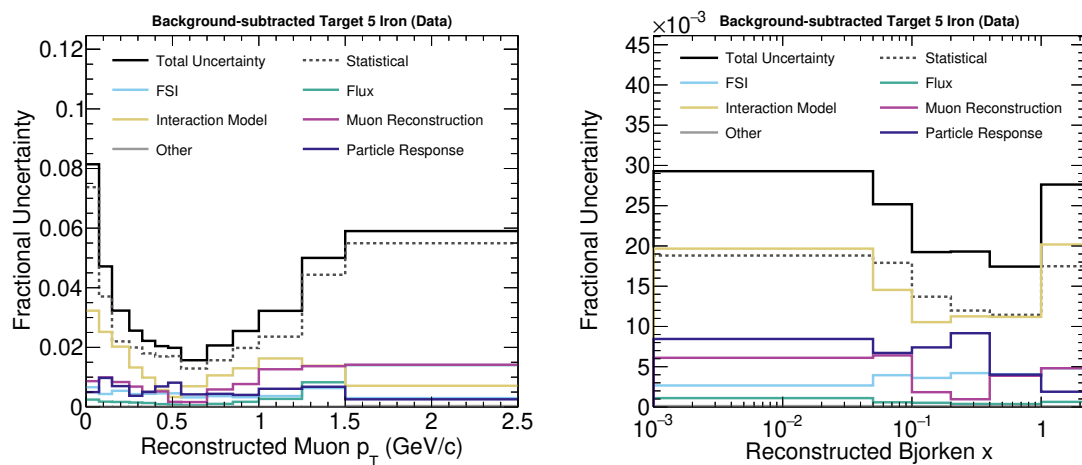 Background-subtracted Target 5 Iron (Data)
Fractional Uncertainty
0.12
0.1
0.08
0.06
0.04
0.02
0
Total Uncertainty
Statistical
FSI
Flux
Interaction Model
Muon Reconstruction
Other
Particle Response
0 0.5 1 1.5 2 2.5
Reconstructed Muon p_T (GeV/c)
×10⁻³
Background-subtracted Target 5 Iron (Data)
Fractional Uncertainty
45
40
35
30
25
20
15
10
5
0
Total Uncertainty
Statistical
FSI
Flux
Interaction Model
Muon Reconstruction
Other
Particle Response
10⁻³ 10⁻² 10⁻¹ 1
Reconstructed Bjorken x